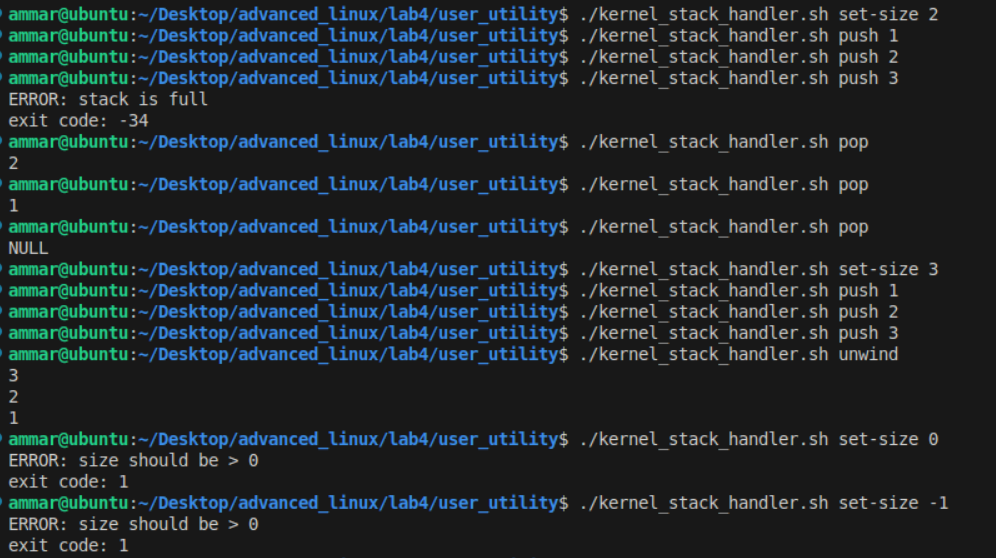 ammar@ubuntu:~/Desktop/advanced_linux/lab4/user_utility$ ./kernel_stack_handler.sh set-size 2
ammar@ubuntu:~/Desktop/advanced_linux/lab4/user_utility$ ./kernel_stack_handler.sh push 1
ammar@ubuntu:~/Desktop/advanced_linux/lab4/user_utility$ ./kernel_stack_handler.sh push 2
ammar@ubuntu:~/Desktop/advanced_linux/lab4/user_utility$ ./kernel_stack_handler.sh push 3
ERROR: stack is full
exit code: -34
ammar@ubuntu:~/Desktop/advanced_linux/lab4/user_utility$ ./kernel_stack_handler.sh pop
2
ammar@ubuntu:~/Desktop/advanced_linux/lab4/user_utility$ ./kernel_stack_handler.sh pop
1
ammar@ubuntu:~/Desktop/advanced_linux/lab4/user_utility$ ./kernel_stack_handler.sh pop
NULL
ammar@ubuntu:~/Desktop/advanced_linux/lab4/user_utility$ ./kernel_stack_handler.sh set-size 3
ammar@ubuntu:~/Desktop/advanced_linux/lab4/user_utility$ ./kernel_stack_handler.sh push 1
ammar@ubuntu:~/Desktop/advanced_linux/lab4/user_utility$ ./kernel_stack_handler.sh push 2
ammar@ubuntu:~/Desktop/advanced_linux/lab4/user_utility$ ./kernel_stack_handler.sh push 3
ammar@ubuntu:~/Desktop/advanced_linux/lab4/user_utility$ ./kernel_stack_handler.sh unwind
3
2
1
ammar@ubuntu:~/Desktop/advanced_linux/lab4/user_utility$ ./kernel_stack_handler.sh set-size 0
ERROR: size should be > 0
exit code: 1
ammar@ubuntu:~/Desktop/advanced_linux/lab4/user_utility$ ./kernel_stack_handler.sh set-size -1
ERROR: size should be > 0
exit code: 1